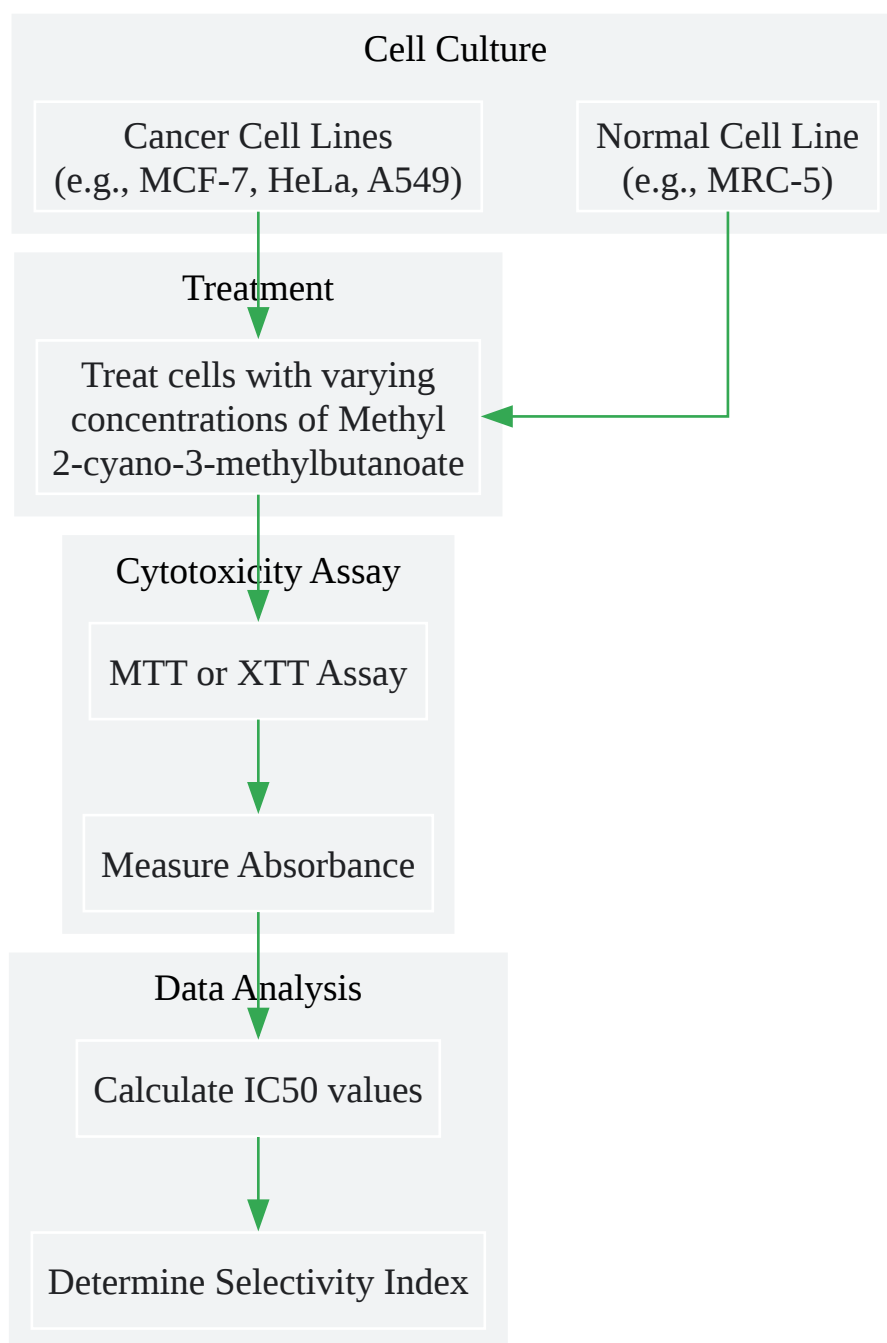 Cell Culture
Cancer Cell Lines
(e.g., MCF-7, HeLa, A549)
Normal Cell Line
(e.g., MRC-5)
Treatment
Treat cells with varying
concentrations of Methyl
2-cyano-3-methylbutanoate
Cytotoxicity Assay
MTT or XTT Assay
Measure Absorbance
Data Analysis
Calculate IC50 values
Determine Selectivity Index